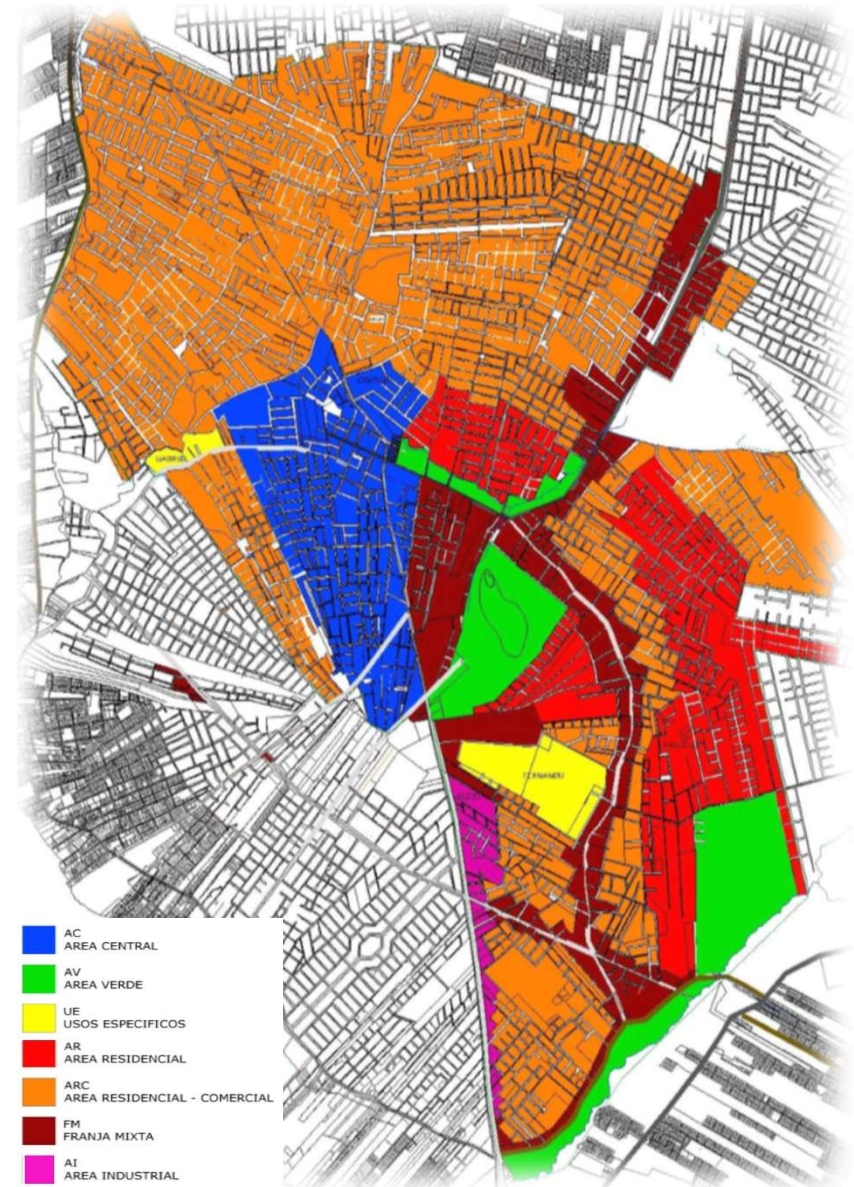 GABRIEL
AC
AREA CENTRAL
AV
AREA VERDE
UE
USOS ESPECIFICOS
AR
AREA RESIDENCIAL
ARC
AREA RESIDENCIAL - COMERCIAL
FM
FRANJA MIXTA
AI
AREA INDUSTRIAL